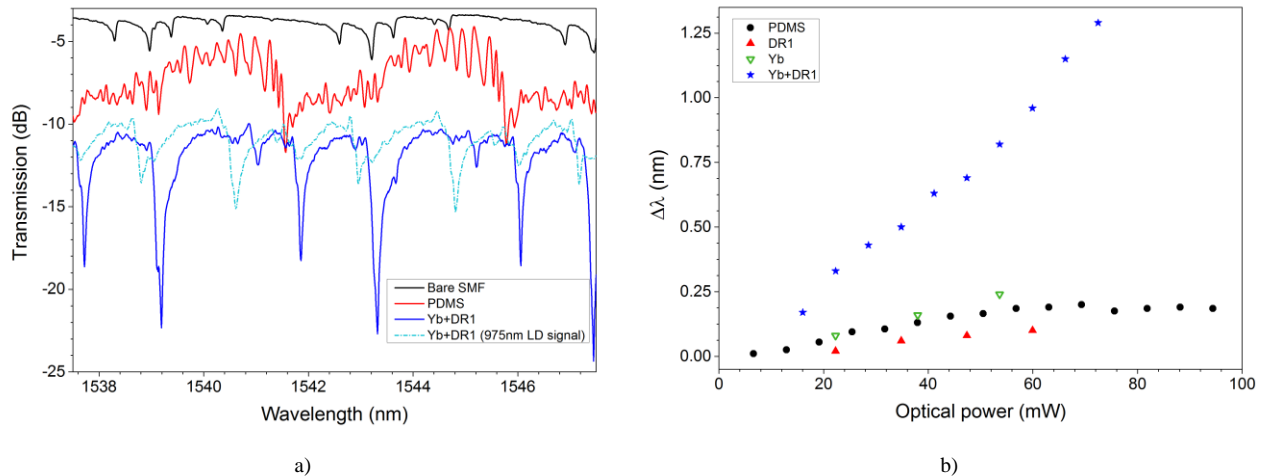 -5
-10
-15
-20
-25
Transmission (dB)
Bare SMF
PDMS
Yb+DR1
Yb+DR1 (975nm LD signal)
1538
1540
1542
1544
1546
Wavelength (nm)
a)
1.25
1.00
0.75
0.50
0.25
0.00
Δλ (nm)
PDMS
DR1
Yb
Yb+DR1
0
20
40
60
80
100
Optical power (mW)
b)